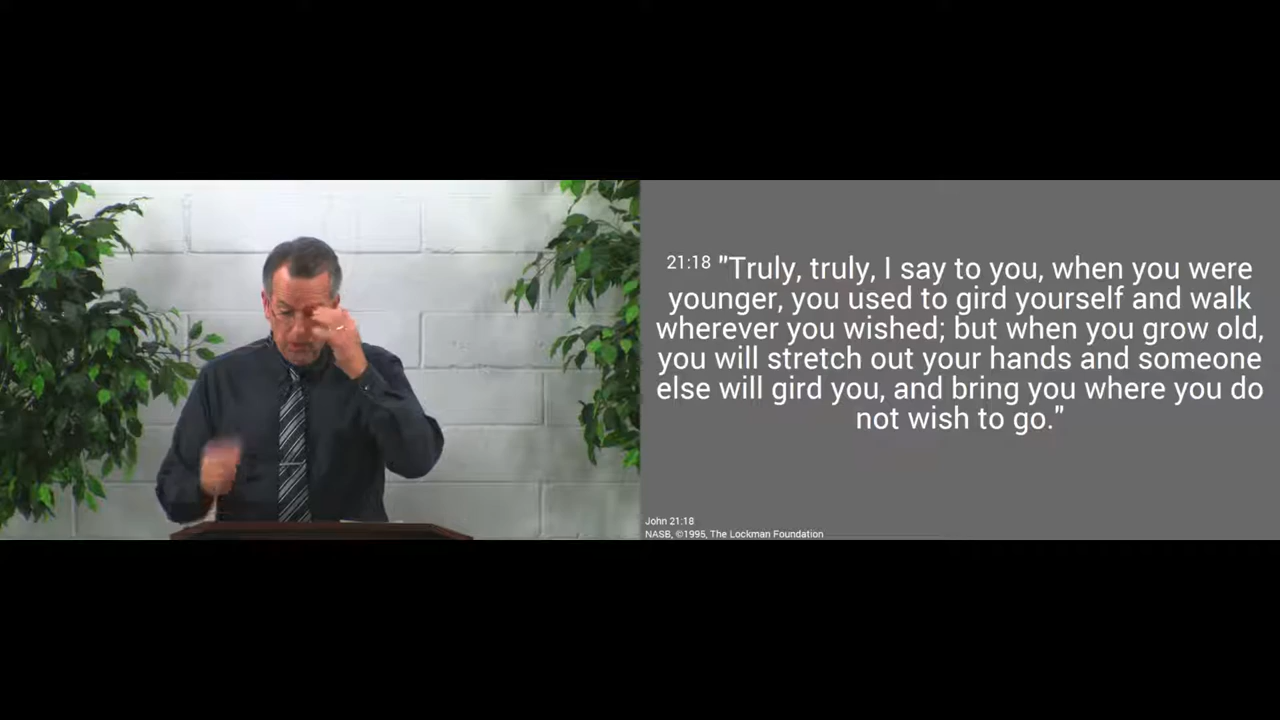 21:18 "Truly, truly, I say to you, when you were
younger, you used to gird yourself and walk
wherever you wished; but when you grow old,
you will stretch out your hands and someone
else will gird you, and bring you where you do
not wish to go."
John 21:18
NASB, ©1995, The Lockman Foundation